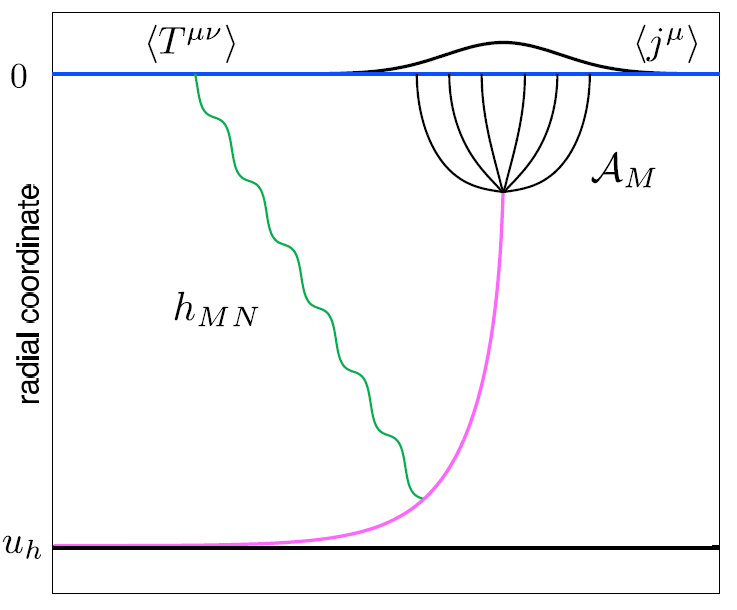 ⟨T^{μν}⟩
⟨j^μ⟩
0
𝒜_M
h_{MN}
radial coordinate
u_h